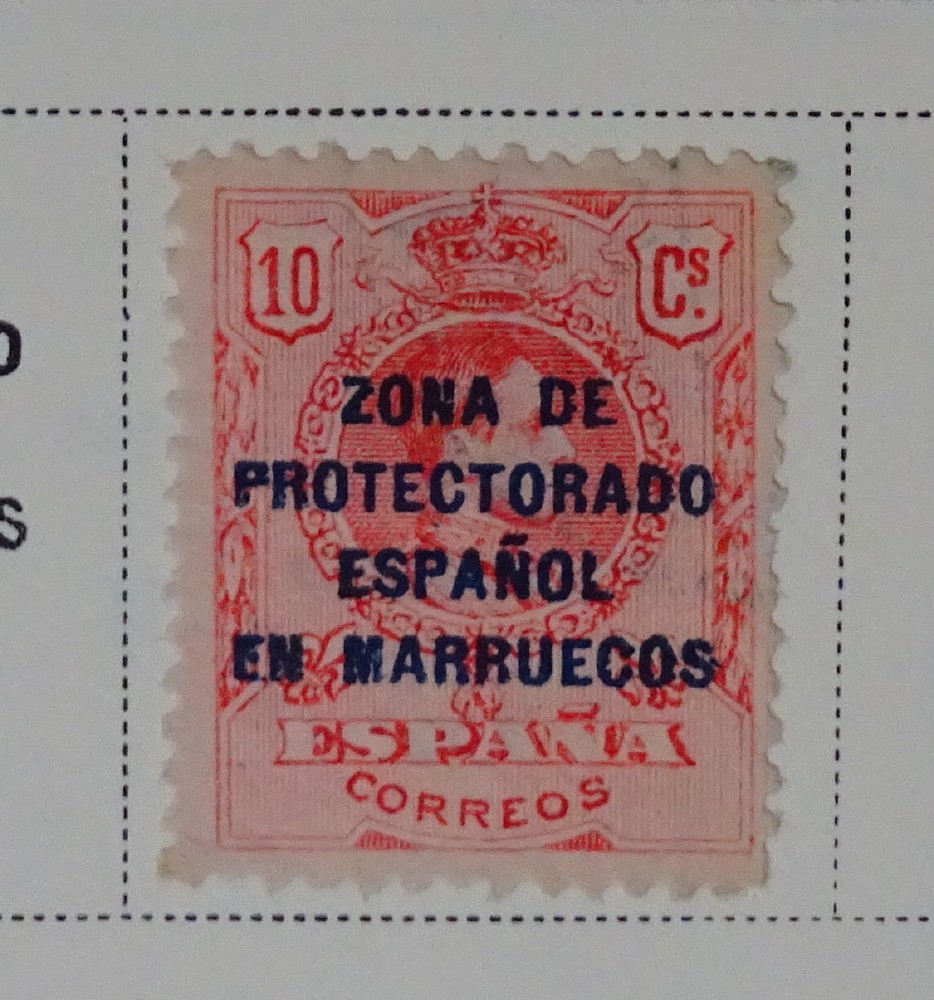 10 Cs.
ZONA DE
PROTECTORADO
ESPAÑOL
EN MARRUECOS
ESPAÑA
CORREOS